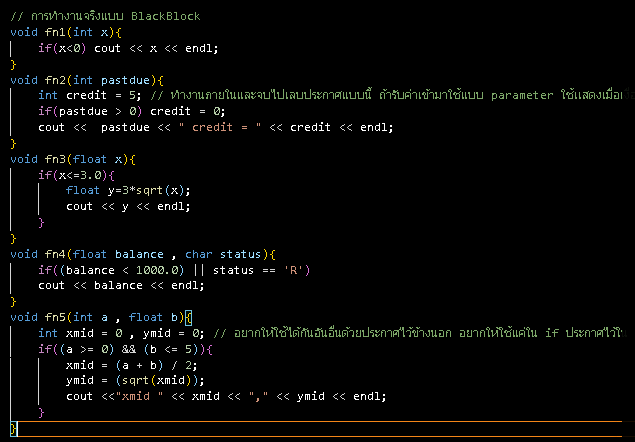 // การทำงานจริงแบบ BlackBlock
void fn1(int x){
if(x<0) cout << x << endl;
}
void fn2(int pastdue){
int credit = 5; // ทำงานภายในและจบไปเลยประกาศแบบนี้ ถ้ารับค่าเข้ามาใช้แบบ parameter ใช้แสดงเมื่อ
if(pastdue > 0) credit = 0;
cout <<  pastdue << " credit = " << credit << endl;
}
void fn3(float x){
if(x<=3.0){
float y=3*sqrt(x);
cout << y << endl;
}
}
void fn4(float balance , char status){
if((balance < 1000.0) || status == 'R')
cout << balance << endl;
}
void fn5(int a , float b){
int xmid = 0 , ymid = 0; // อยากให้ใช้ได้กันอันอื่นด้วยประกาศไว้ข้างนอก อยากให้ใช้แค่ใน if ประกาศไว้
if((a >= 0) && (b <= 5)){
xmid = (a + b) / 2;
ymid = (sqrt(xmid));
cout <<"xmid " << xmid << "," << ymid << endl;
}
}